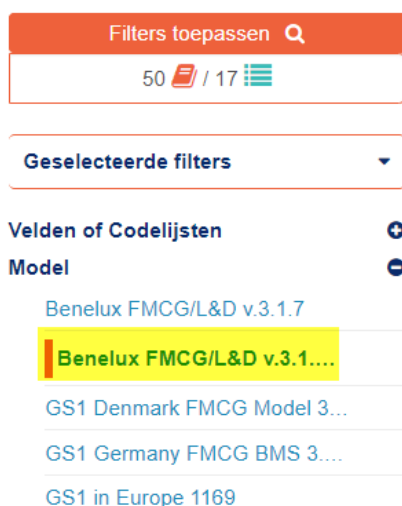 Filters toepassen
50 / 17
Geselecteerde filters
Velden of Codelijsten
Model
Benelux FMCG/L&D v.3.1.7
Benelux FMCG/L&D v.3.1....
GS1 Denmark FMCG Model 3...
GS1 Germany FMCG BMS 3....
GS1 in Europe 1169